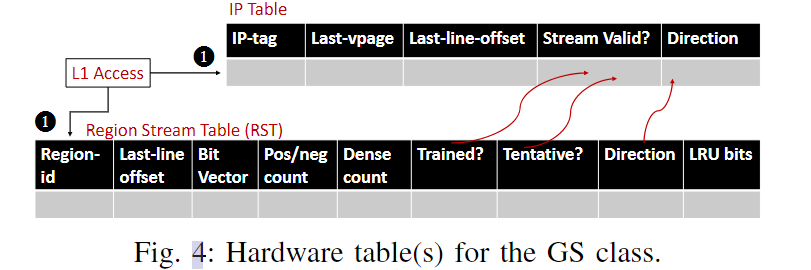 IP Table
IP-tag Last-vpage Last-line-offset Stream Valid? Direction
1
L1 Access
1
Region Stream Table (RST)
Region-id Last-line offset Bit Vector Pos/neg count Dense count Trained? Tentative? Direction LRU bits
Fig. 4: Hardware table(s) for the GS class.